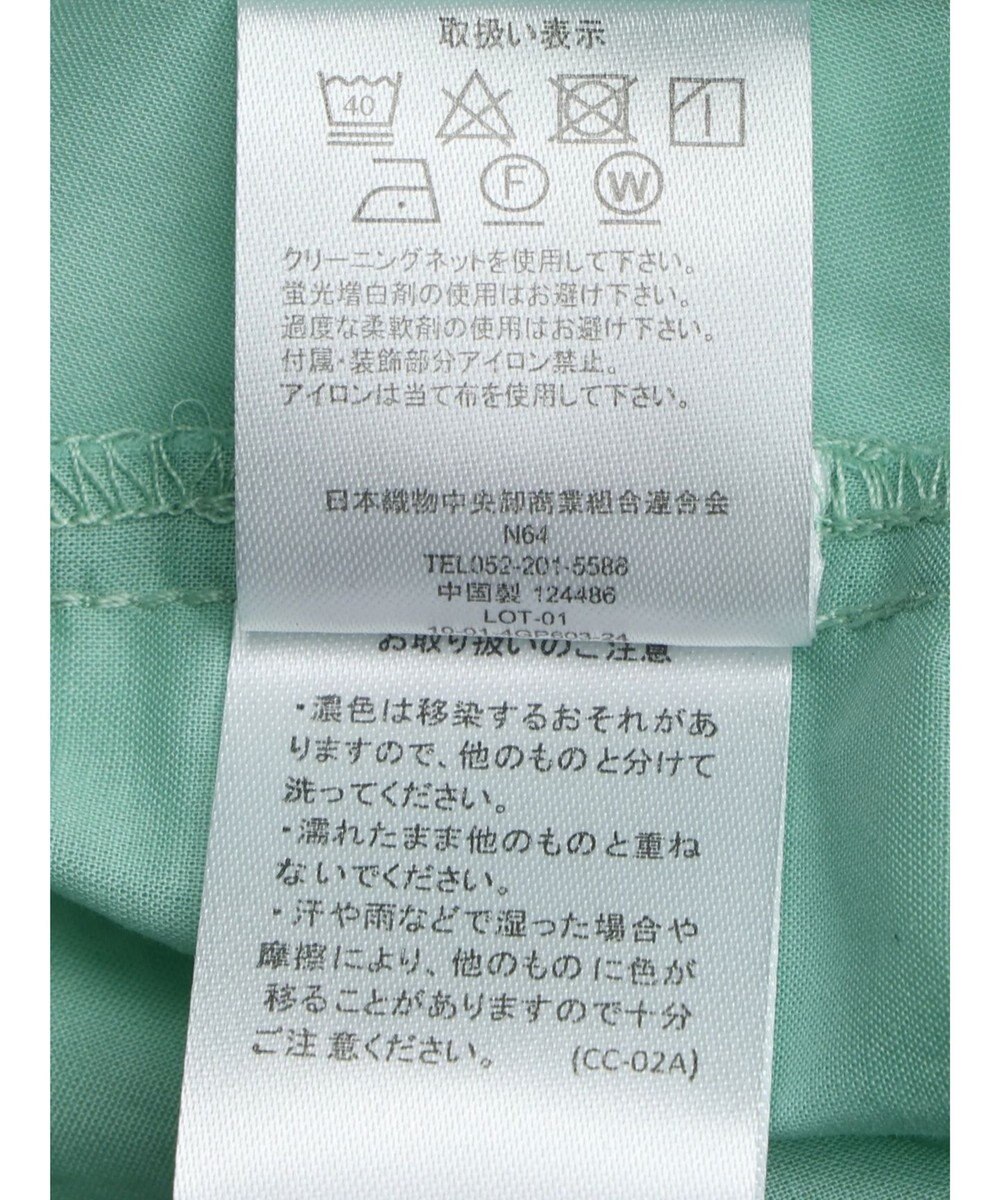 取扱い表示
40
F
W
クリーニングネットを使用して下さい。
蛍光増白剤の使用はお避け下さい。
過度な柔軟剤の使用はお避け下さい。
付属・装飾部分アイロン禁止。
アイロンは当て布を使用して下さい。
日本織物中央卸商業組合連合会
N64
TEL052-201-5588
中国製 124486
LOT-01
お取り扱いのご注意
・濃色は移染するおそれがあ
りますので、他のものと分けて
洗ってください。
・濡れたまま他のものと重ね
ないでください。
・汗や雨などで湿った場合や
摩擦により、他のものに色が
移ることがありますので十分
ご注意ください。 (CC-02A)